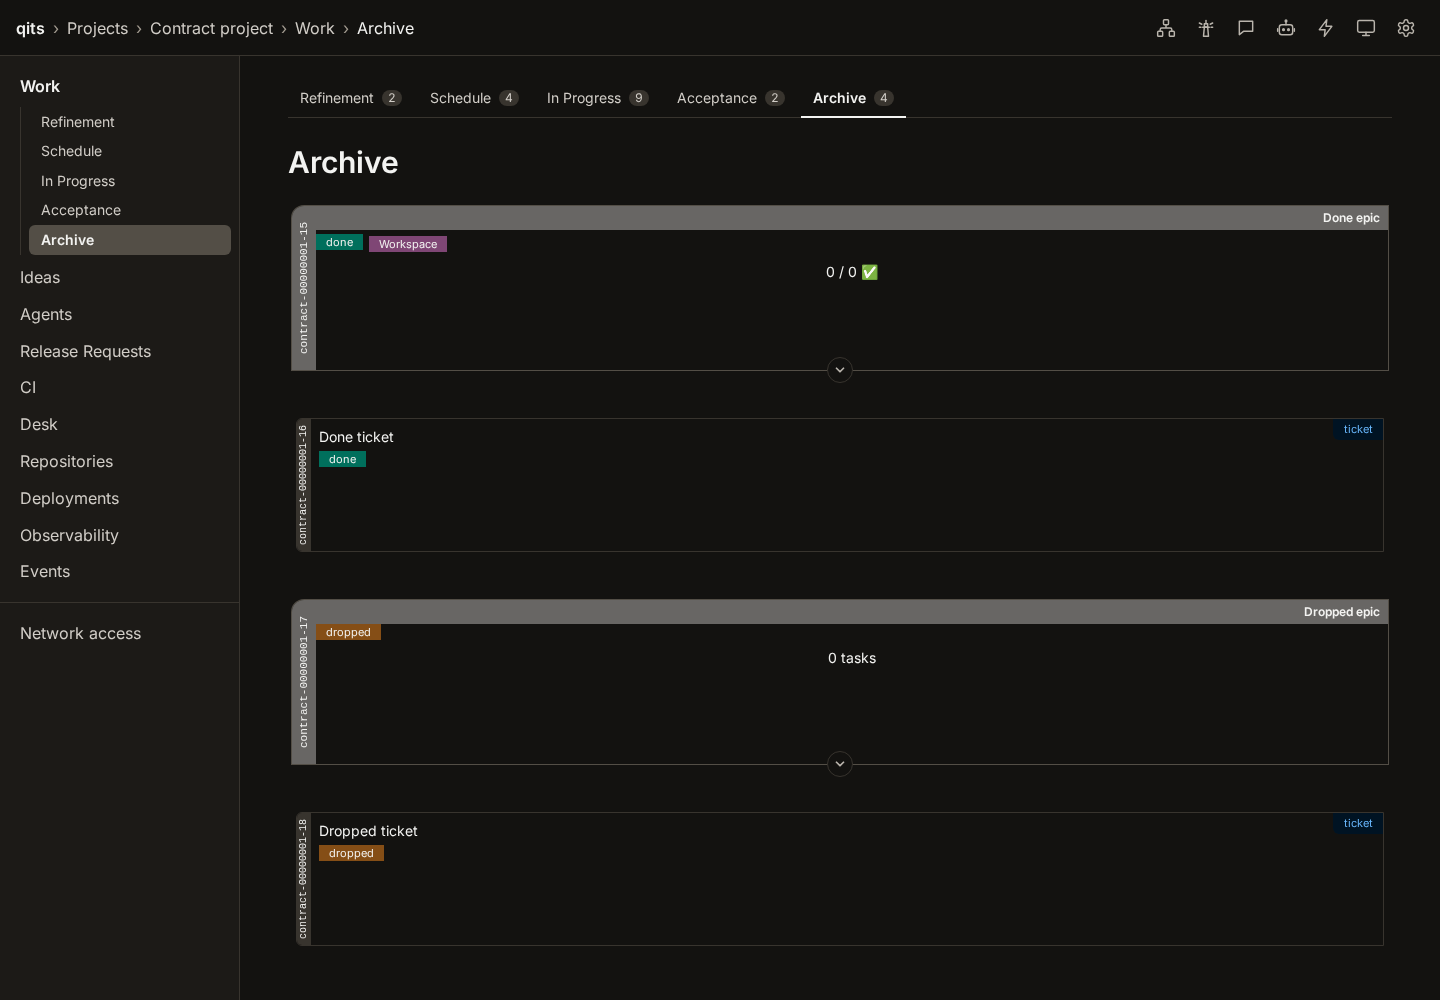 qits › Projects › Contract project › Work › Archive
Work
Refinement
Schedule
In Progress
Acceptance
Archive
Ideas
Agents
Release Requests
CI
Desk
Repositories
Deployments
Observability
Events
Network access
Refinement 2 Schedule 4 In Progress 9 Acceptance 2 Archive 4
Archive
contract-00000001-15
Done epic
done Workspace
0 / 0 ✅
contract-00000001-16
Done ticket
ticket
done
contract-00000001-17
Dropped epic
dropped
0 tasks
contract-00000001-18
Dropped ticket
ticket
dropped